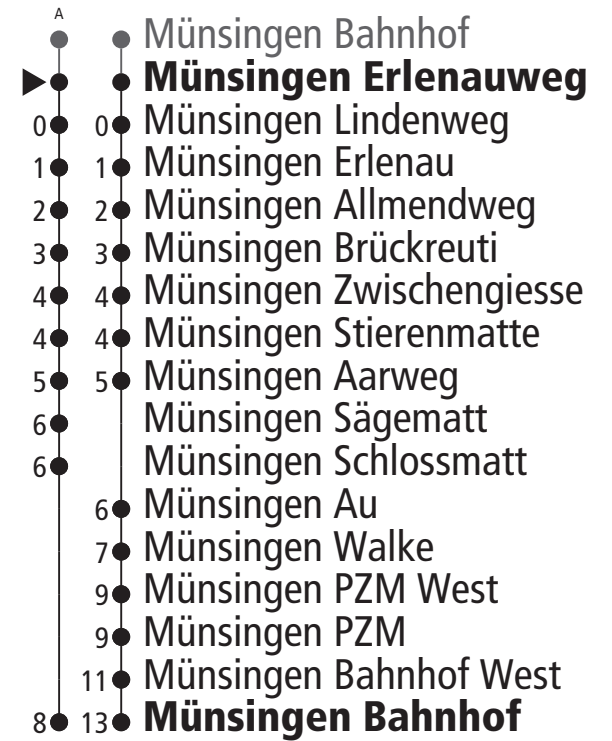 A
Münsingen Bahnhof
Münsingen Erlenauweg
0 0 Münsingen Lindenweg
1 1 Münsingen Erlenau
2 2 Münsingen Allmendweg
3 3 Münsingen Brückreuti
4 4 Münsingen Zwischengiesse
4 4 Münsingen Stierenmatte
5 5 Münsingen Aarweg
6 Münsingen Sägematt
6 Münsingen Schlossmatt
6 Münsingen Au
7 Münsingen Walke
9 Münsingen PZM West
9 Münsingen PZM
11 Münsingen Bahnhof West
8 13 Münsingen Bahnhof